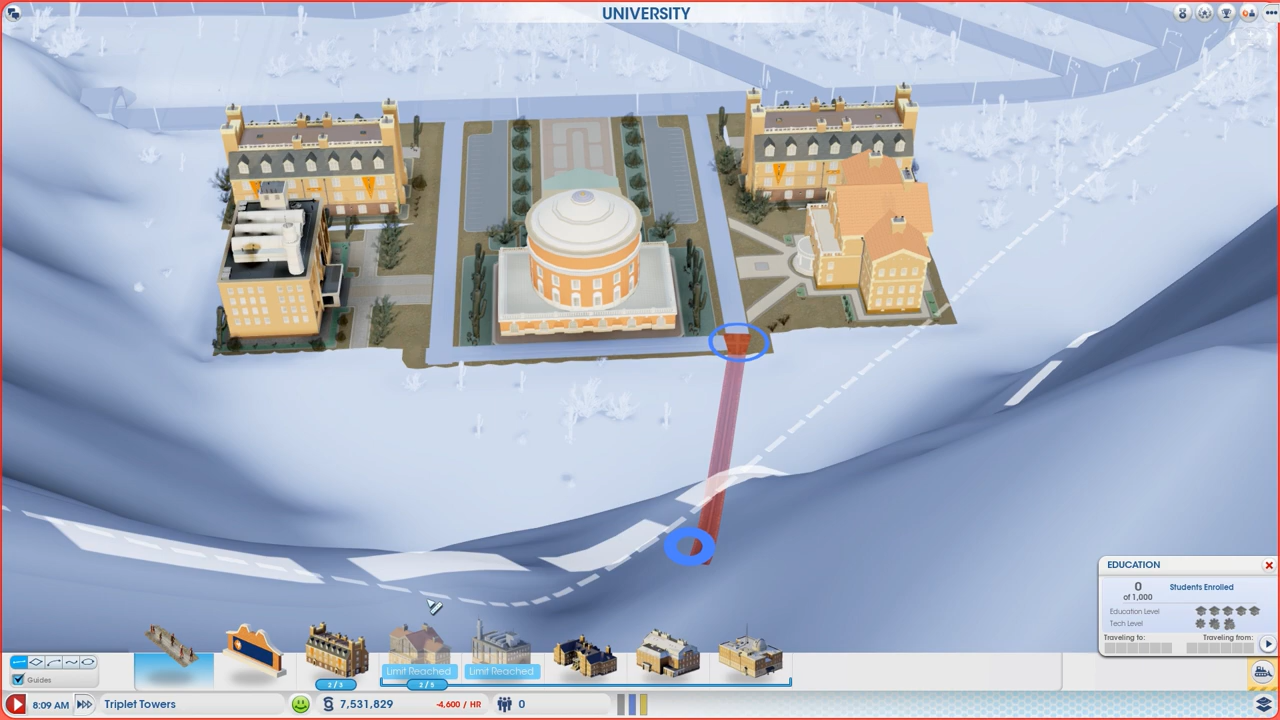 UNIVERSITY
EDUCATION
0
of 1,000
Students Enrolled
Education Level
Tech Level
Traveling to:
Traveling from:
Limit Reached
Limit Reached
2 / 3
2 / 5
Guides
8:09 AM
Triplet Towers
7,531,829
-4,600 / HR
0